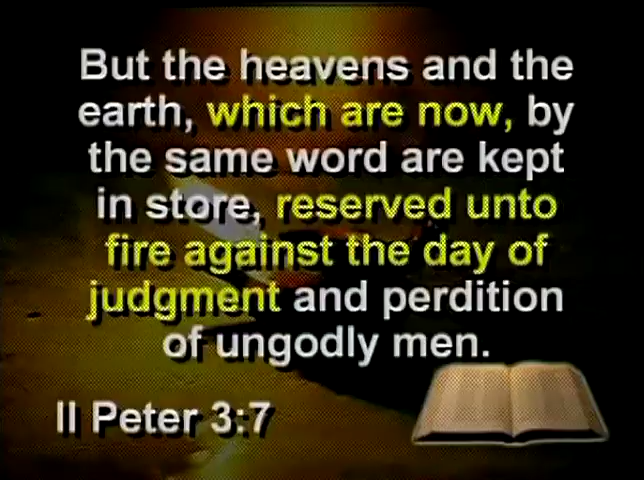 But the heavens and the
earth, which are now, by
the same word are kept
in store, reserved unto
fire against the day of
judgment and perdition
of ungodly men.
II Peter 3:7